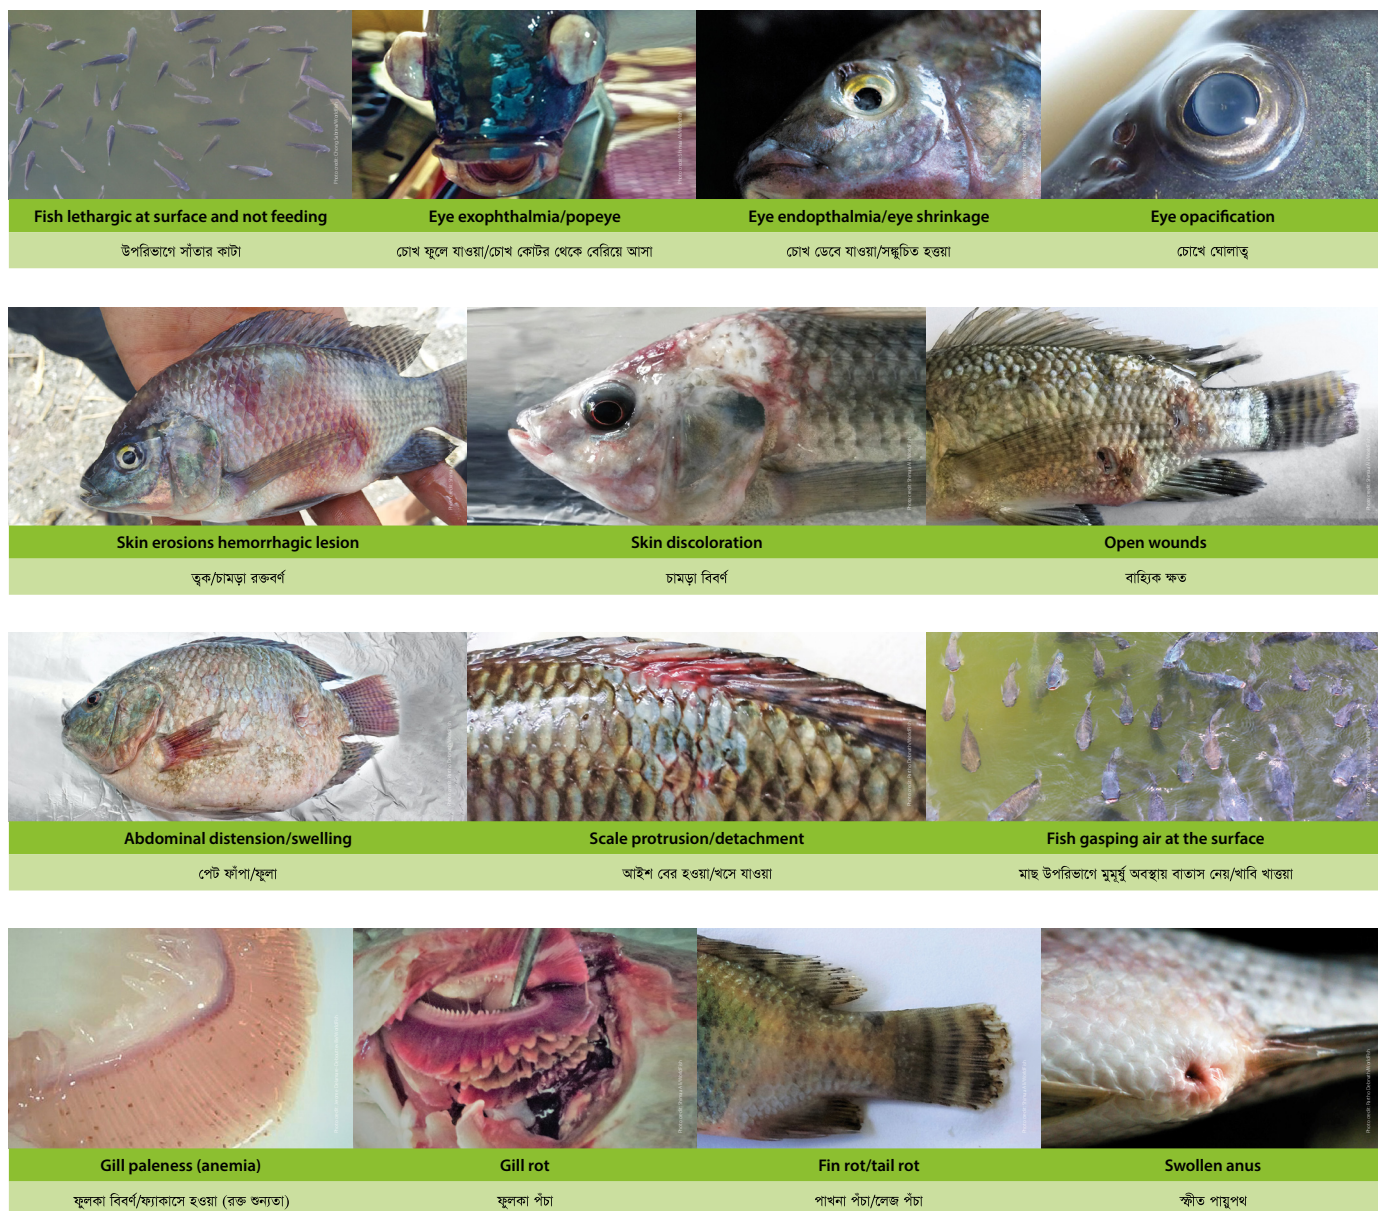 Fish lethargic at surface and not feeding
Eye exophthalmia/popeye
Eye endopthalmia/eye shrinkage
Eye opacification
উপরিভাগে সাঁতার কাটা
চোখ ফুলে যাওয়া/চোখ কোটর থেকে বেরিয়ে আসা
চোখ ডেবে যাওয়া/সঙ্কুচিত হত্তয়া
চোখে ঘোলাত্ব
Skin erosions hemorrhagic lesion
Skin discoloration
Open wounds
ত্বক/চামড়া রক্তবর্ণ
চামড়া বিবর্ণ
বাহ্যিক ক্ষত
Abdominal distension/swelling
Scale protrusion/detachment
Fish gasping air at the surface
পেট ফাঁপা/ফুলা
আইশ বের হওয়া/খসে যাওয়া
মাছ উপরিভাগে মুমূর্ষু অবস্থায় বাতাস নেয়/খাবি খাত্তয়া
Gill paleness (anemia)
Gill rot
Fin rot/tail rot
Swollen anus
ফুলকা বিবর্ণ/ফ্যাকাসে হওয়া (রক্ত শুন্যতা)
ফুলকা পঁচা
পাখনা পঁচা/লেজ পঁচা
স্ফীত পায়ুপথ